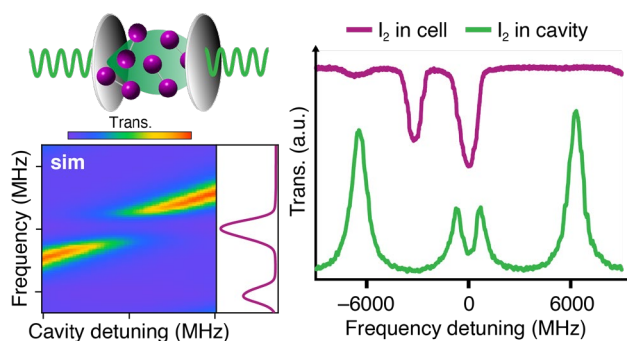 Trans.
sim
Frequency (MHz)
Cavity detuning (MHz)
I₂ in cell
I₂ in cavity
Trans. (a.u.)
−6000
0
6000
Frequency detuning (MHz)